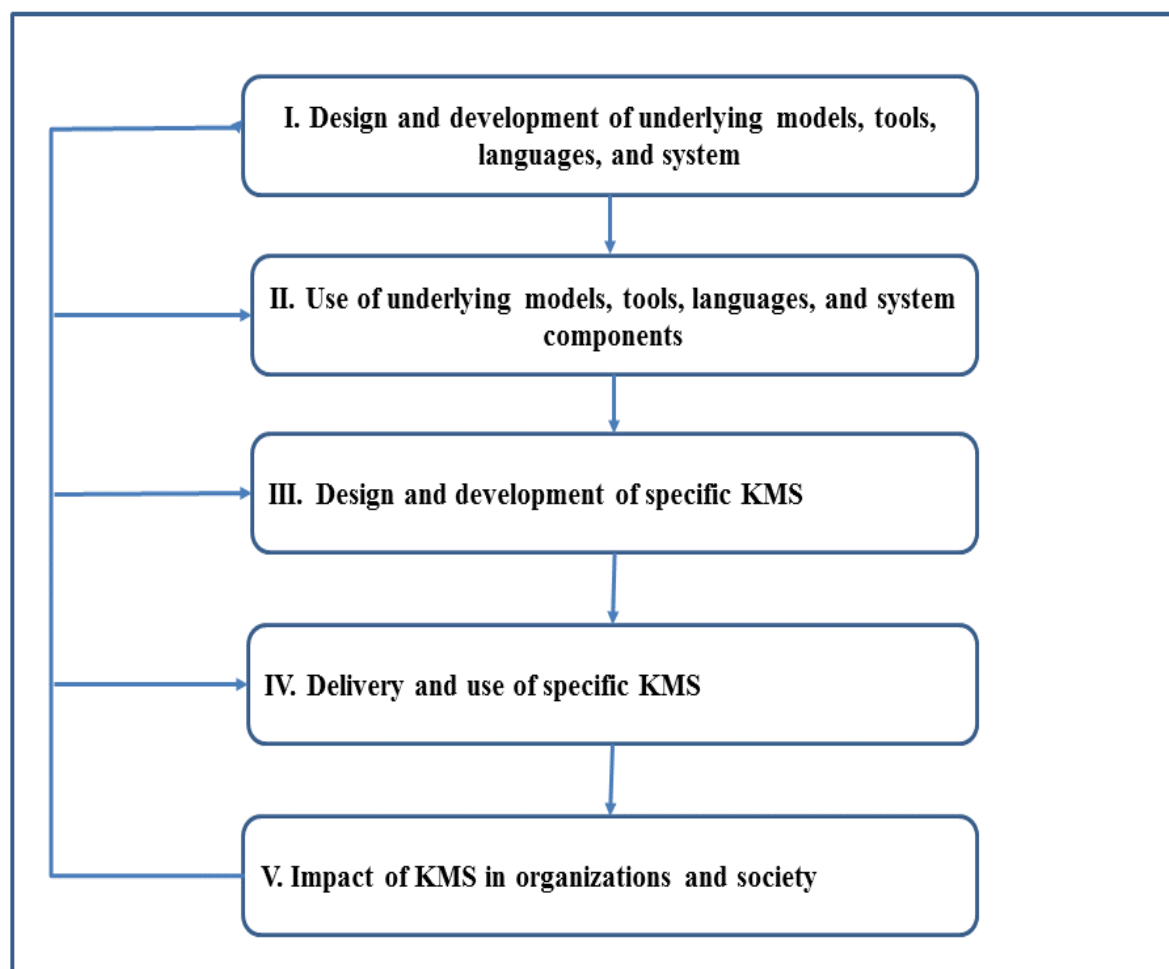 I. Design and development of underlying models, tools,
languages, and system
II. Use of underlying models, tools, languages, and system
components
III. Design and development of specific KMS
IV. Delivery and use of specific KMS
V. Impact of KMS in organizations and society